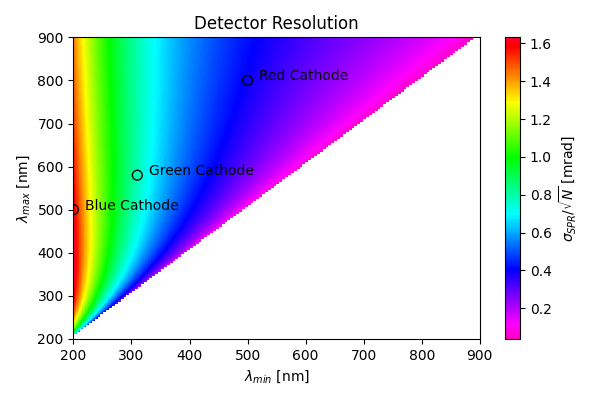 Detector Resolution
900
800
700
600
500
400
300
200
λmax [nm]
Red Cathode
Green Cathode
Blue Cathode
200 300 400 500 600 700 800 900
λmin [nm]
1.6
1.4
1.2
1.0
0.8
0.6
0.4
0.2
σSPR/√N [mrad]